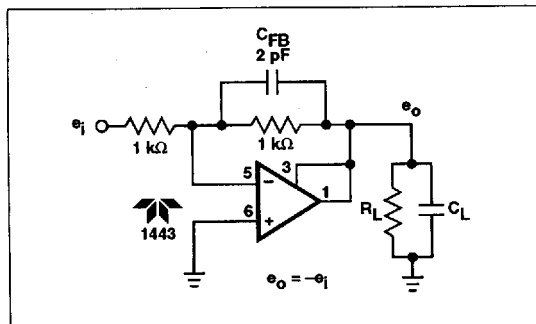 C_FB
2 pF
e_i
1 kΩ
1 kΩ
e_o
5
−
3
1
6
+
R_L
C_L
1443
e_o = −e_i